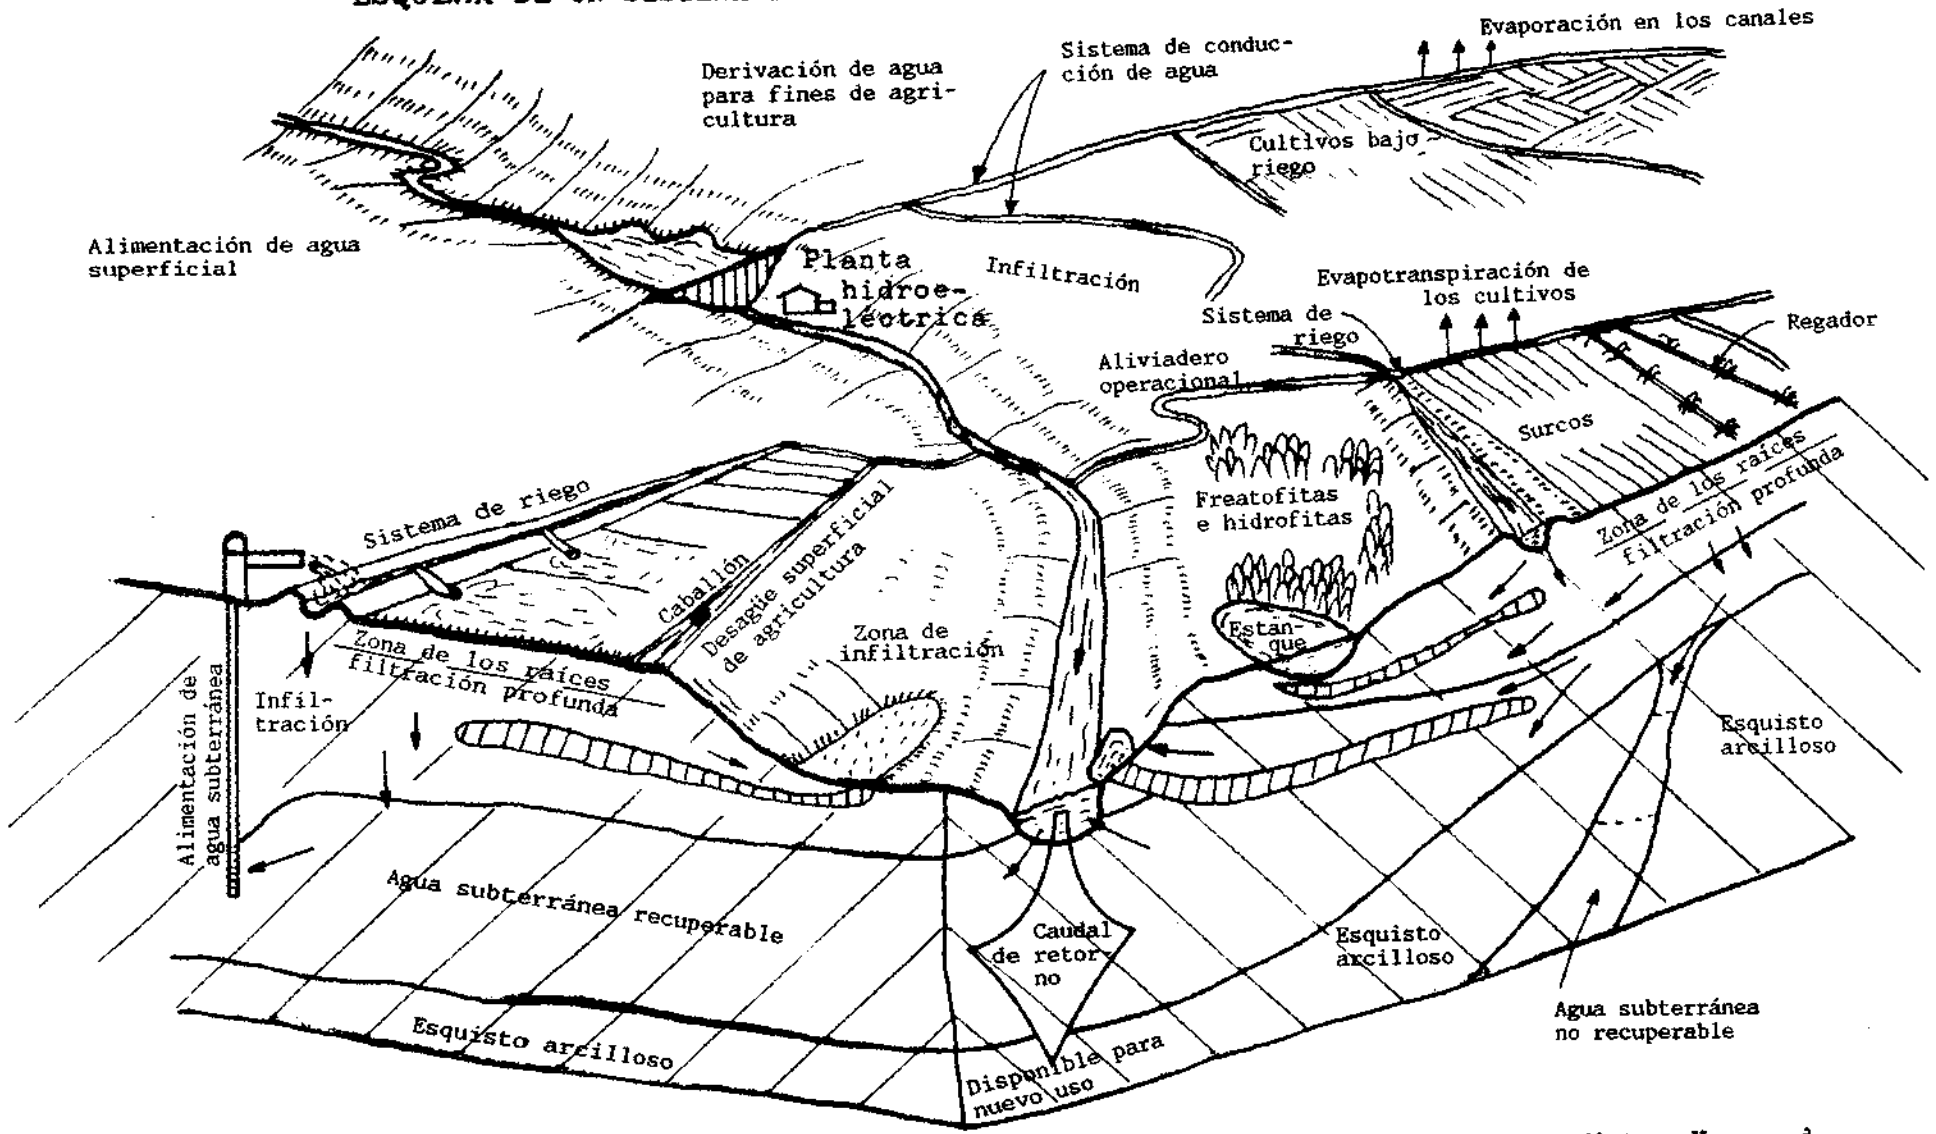 ESQUEMA DE UN
Evaporación en los canales
Sistema de conduc-
ción de agua
Derivación de agua
para fines de agri-
cultura
Cultivos bajo
riego
Alimentación de agua
superficial
Planta
hidroe-
léctrica
Infiltración
Evapotranspiración de
los cultivos
Sistema de
riego
Regador
Aliviadero
operacional
Surcos
Zona de los raíces
filtración profunda
Freatofitas
e hidrofitas
Sistema de riego
Caballón
Desagüe superficial
de agricultura
Zona de
infiltración
Estan-
que
Zona de los raíces
filtración profunda
Infil-
tración
Alimentación de
agua subterránea
Esquisto
arcilloso
Agua subterránea recuperable
Caudal
de retor-
no
Esquisto
arcilloso
Agua subterránea
no recuperable
Esquisto arcilloso
Disponible para
nuevo uso